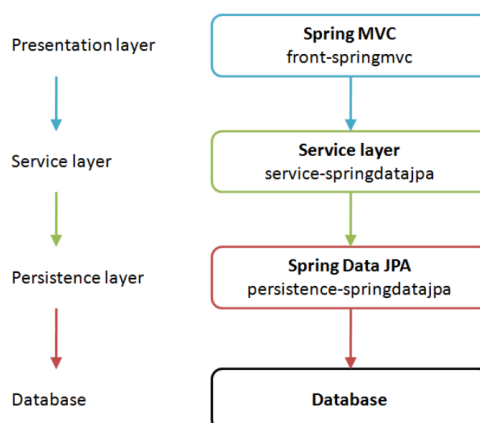 Presentation layer
Spring MVC
front-springmvc
Service layer
Service layer
service-springdatajpa
Persistence layer
Spring Data JPA
persistence-springdatajpa
Database
Database